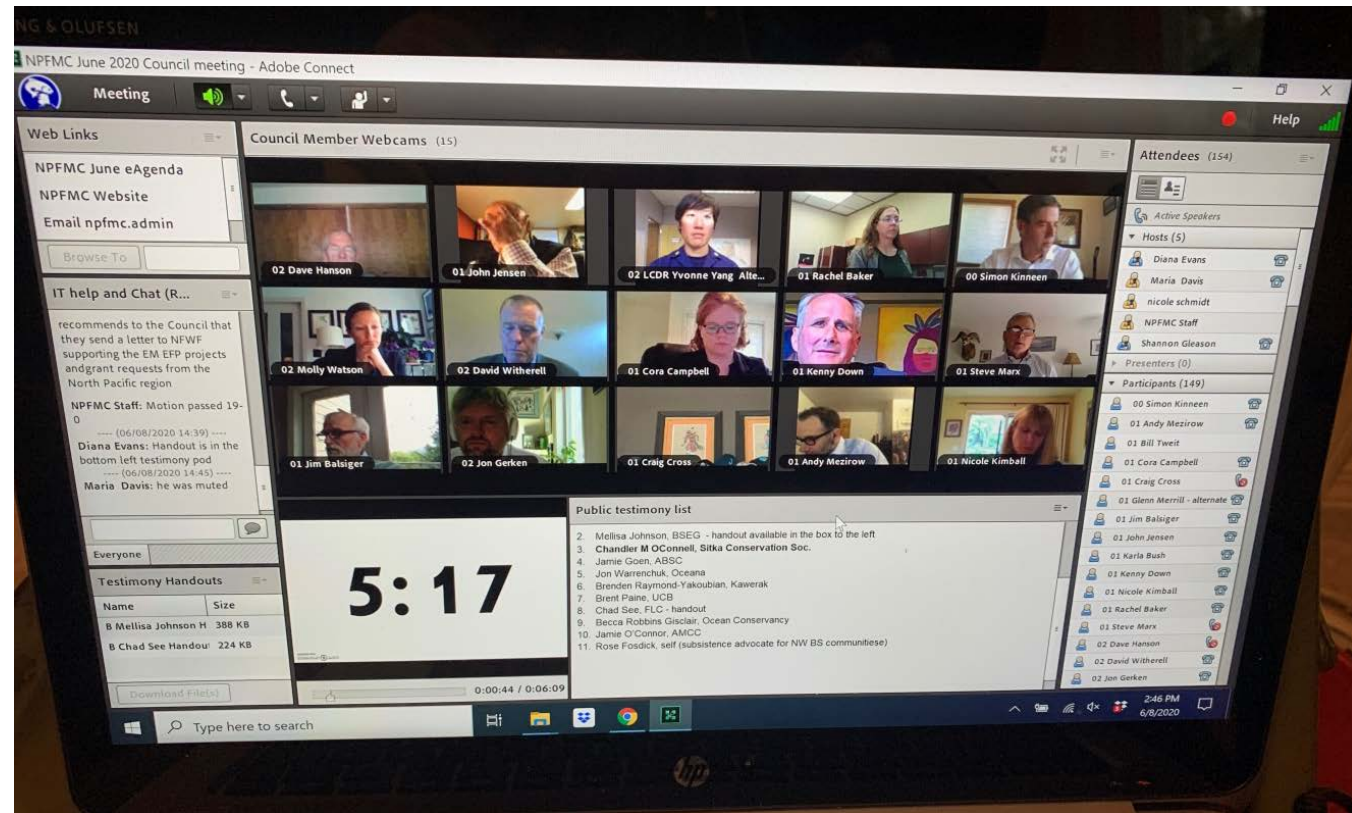 NG & OLUFSEN
NPFMC June 2020 Council meeting - Adobe Connect
Meeting
Help
Web Links
NPFMC June eAgenda
NPFMC Website
Email npfmc.admin
Browse To
IT help and Chat (R...
recommends to the Council that
they send a letter to NFWF
supporting the EM EFP projects
andgrant requests from the
North Pacific region
NPFMC Staff: Motion passed 19-
0
---- (06/08/2020 14:39) ----
Diana Evans: Handout is in the
bottom left testimony pod
---- (06/08/2020 14:45) ----
Maria Davis: he was muted
Everyone
Testimony Handouts
Name Size
B Mellisa Johnson H 388 KB
B Chad See Handou 224 KB
Download File(s)
Council Member Webcams (15)
02 Dave Hanson
01 John Jensen
02 LCDR Yvonne Yang Alte...
01 Rachel Baker
00 Simon Kinneen
02 Molly Watson
02 David Witherell
01 Cora Campbell
01 Kenny Down
01 Steve Marx
01 Jim Balsiger
02 Jon Gerken
01 Craig Cross
01 Andy Mezirow
01 Nicole Kimball
5:17
0:00:44 / 0:06:09
Public testimony list
2. Mellisa Johnson, BSEG - handout available in the box to the left
3. Chandler M OConnell, Sitka Conservation Soc.
4. Jamie Goen, ABSC
5. Jon Warrenchuk, Oceana
6. Brenden Raymond-Yakoubian, Kawerak
7. Brent Paine, UCB
8. Chad See, FLC - handout
9. Becca Robbins Gisclair, Ocean Conservancy
10. Jamie O'Connor, AMCC
11. Rose Fosdick, self (subsistence advocate for NW BS communitiese)
Attendees (154)
Active Speakers
Hosts (5)
Diana Evans
Maria Davis
nicole schmidt
NPFMC Staff
Shannon Gleason
Presenters (0)
Participants (149)
00 Simon Kinneen
01 Andy Mezirow
01 Bill Tweit
01 Cora Campbell
01 Craig Cross
01 Glenn Merrill - alternate
01 Jim Balsiger
01 John Jensen
01 Karla Bush
01 Kenny Down
01 Nicole Kimball
01 Rachel Baker
01 Steve Marx
02 Dave Hanson
02 David Witherell
02 Jon Gerken
Type here to search
2:46 PM
6/8/2020
hp